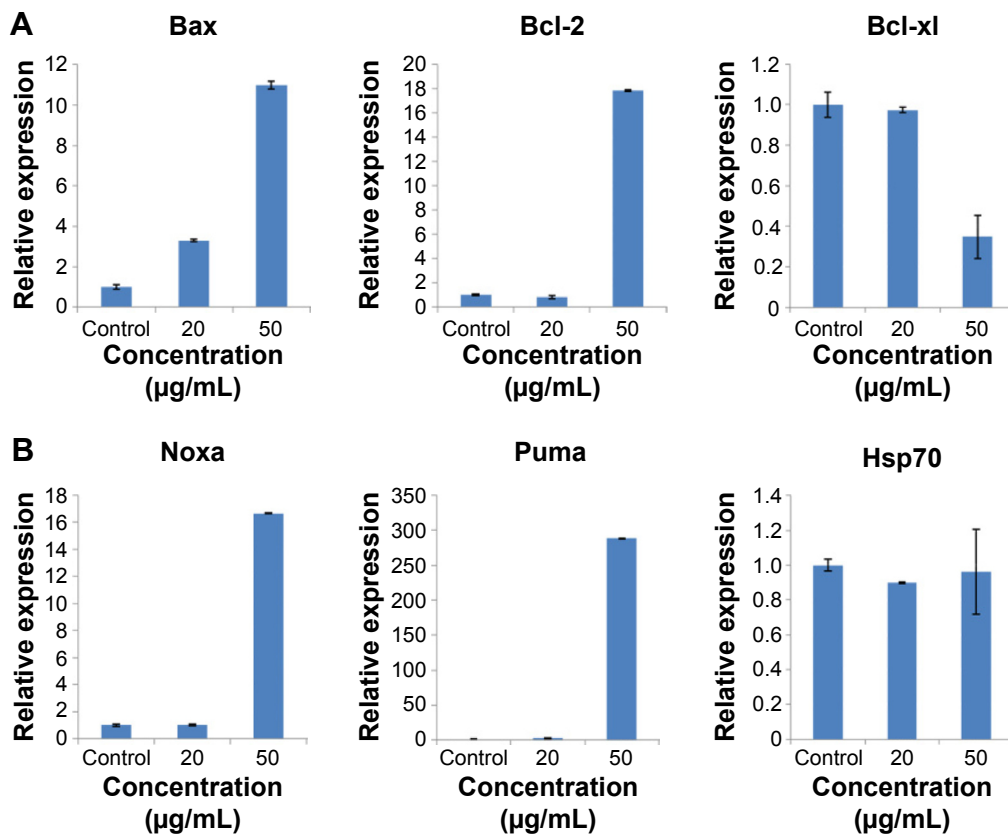 A
Bax
Relative expression
12
10
8
6
4
2
0
Control 20 50
Concentration
(µg/mL)
Bcl-2
Relative expression
20
18
16
14
12
10
8
6
4
2
0
Control 20 50
Concentration
(µg/mL)
Bcl-xl
Relative expression
1.2
1.0
0.8
0.6
0.4
0.2
0
Control 20 50
Concentration
(µg/mL)
B
Noxa
Relative expression
18
16
14
12
10
8
6
4
2
0
Control 20 50
Concentration
(µg/mL)
Puma
Relative expression
350
300
250
200
150
100
50
0
Control 20 50
Concentration
(µg/mL)
Hsp70
Relative expression
1.4
1.2
1.0
0.8
0.6
0.4
0.2
0
Control 20 50
Concentration
(µg/mL)